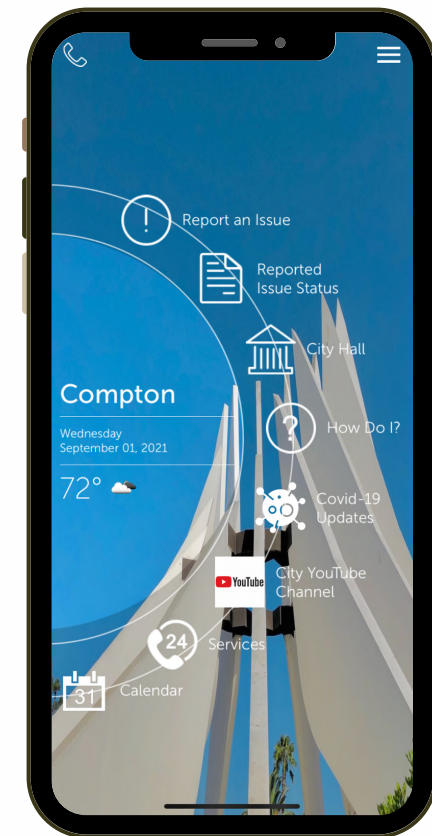 Report an Issue
Reported
Issue Status
City Hall
Compton
How Do I?
Wednesday
September 01, 2021
72°
Covid-19
Updates
YouTube
City YouTube
Channel
24
Services
31
Calendar